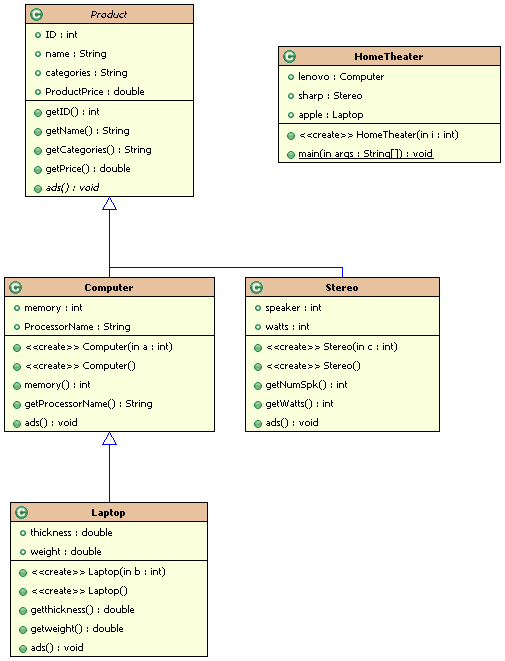 Product
ID : int
name : String
categories : String
ProductPrice : double
getID() : int
getName() : String
getCategories() : String
getPrice() : double
ads() : void
HomeTheater
lenovo : Computer
sharp : Stereo
apple : Laptop
<<create>> HomeTheater(in i : int)
main(in args : String[]) : void
Computer
memory : int
ProcessorName : String
<<create>> Computer(in a : int)
<<create>> Computer()
memory() : int
getProcessorName() : String
ads() : void
Stereo
speaker : int
watts : int
<<create>> Stereo(in c : int)
<<create>> Stereo()
getNumSpk() : int
getWatts() : int
ads() : void
Laptop
thickness : double
weight : double
<<create>> Laptop(in b : int)
<<create>> Laptop()
getthickness() : double
getweight() : double
ads() : void